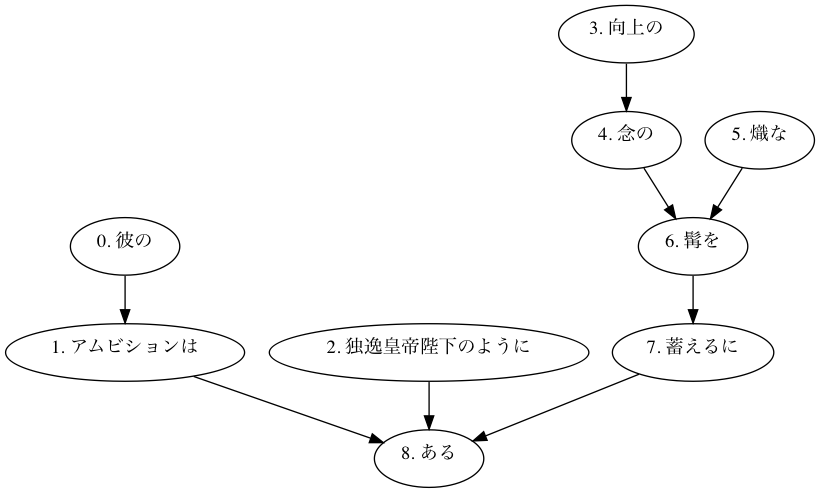 3. 向上の
4. 念の
5. 熾な
0. 彼の
6. 髯を
1. アムビションは
2. 独逸皇帝陛下のように
7. 蓄えるに
8. ある